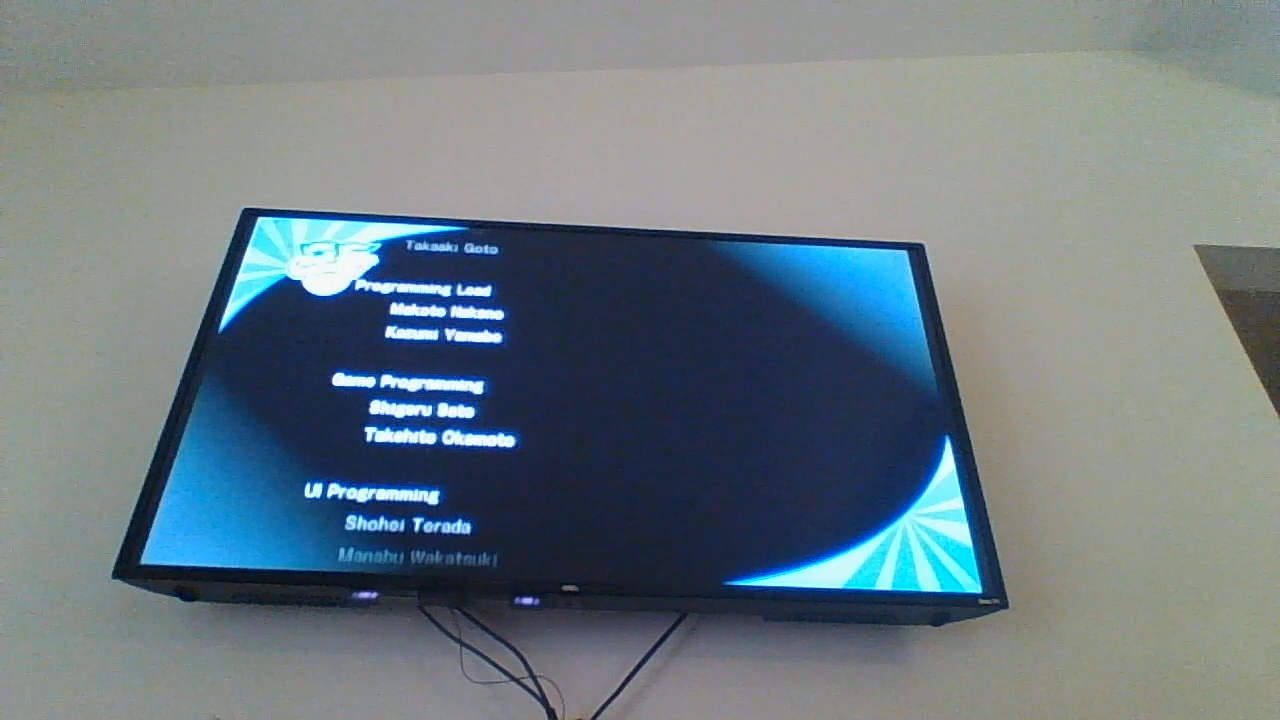 Takaaki Goto
Programming Lead
Makoto Nakano
Kazumi Yamabe
Game Programming
Shigeru Sato
Takahito Okamoto
UI Programming
Shohei Terada
Manabu Wakatsuki